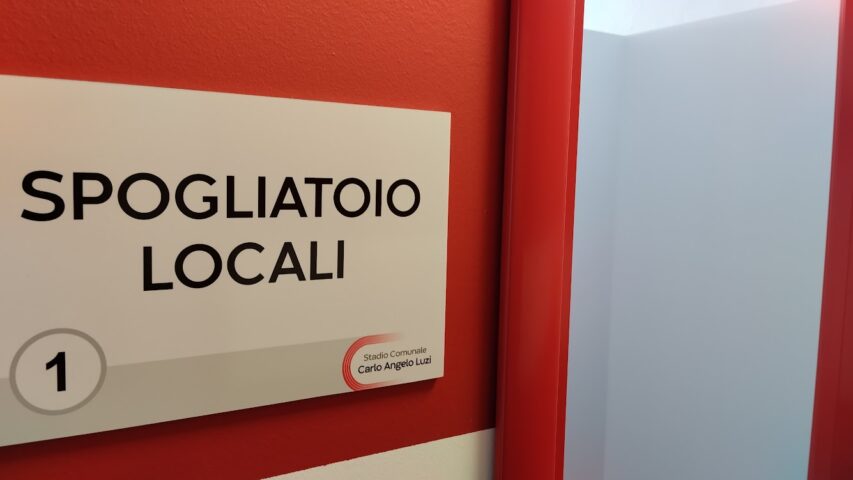 SPOGLIATOIO
LOCALI
1
Stadio Comunale
Carlo Angelo Luzi